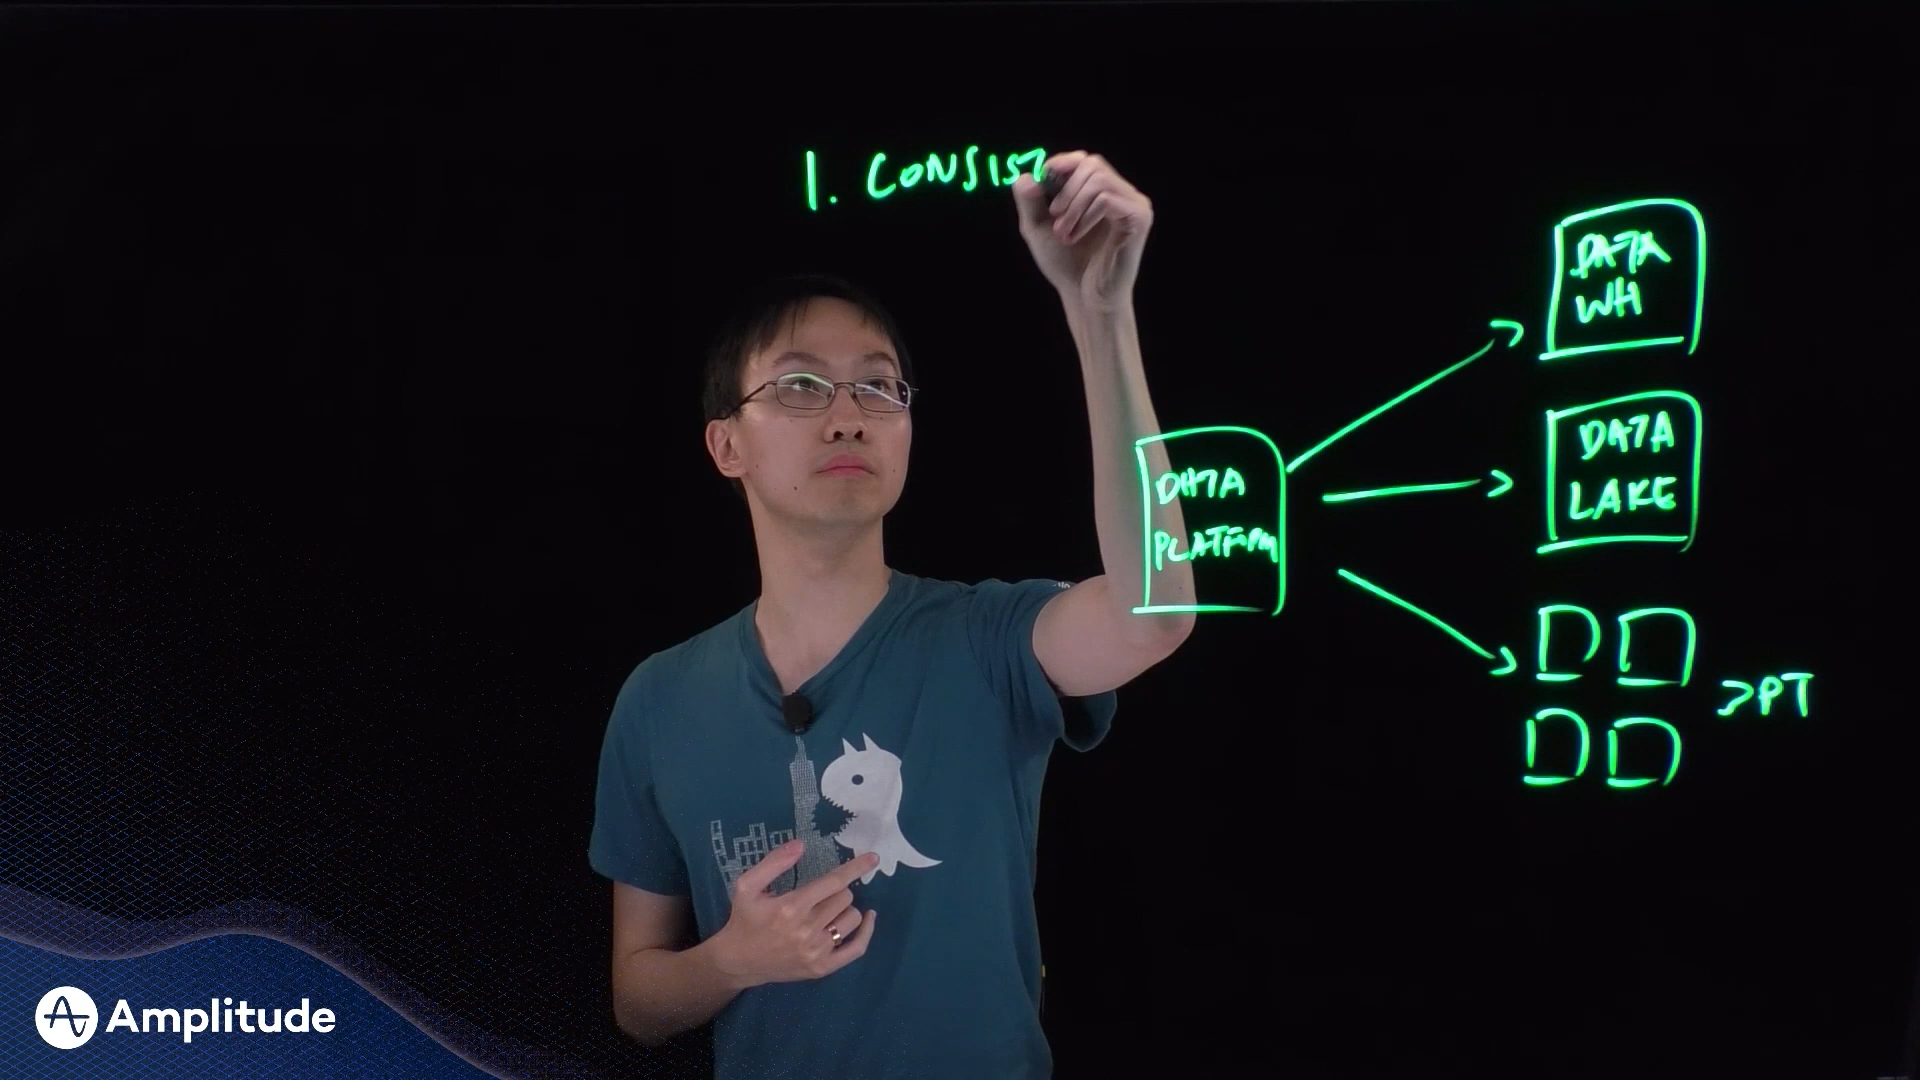 1. CONSIST
DATA
WH
DATA
LAKE
DATA
PLATFORM
>PT
Amplitude